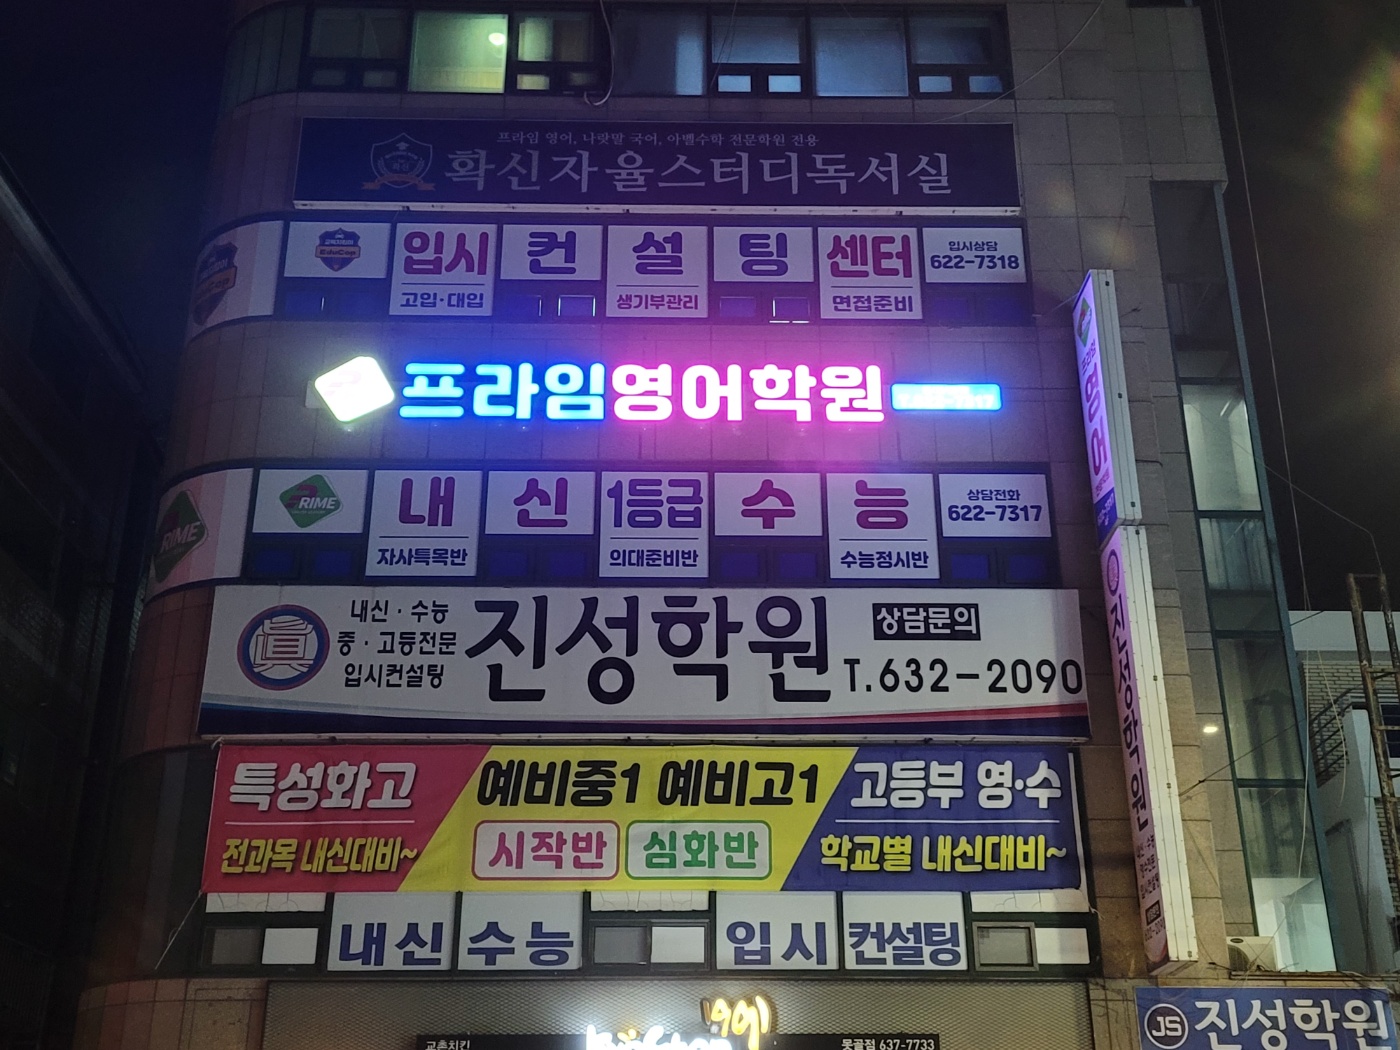 프라임 영어, 나랏말 국어, 아벨수학 전문학원 전용
확신자율스터디독서실
EduCop
입시 컨설팅 센터
입시상담
622-7318
고입·대입
생기부관리
면접준비
프라임영어학원
PRIME
내신 1등급 수능
상담전화
622-7317
자사특목반
의대준비반
수능정시반
영어
RIME
眞
내신·수능
중·고등전문
입시컨설팅
진성학원
상담문의
T.632-2090
진성학원
특성화고
전과목 내신대비~
예비중1 예비고1
시작반
심화반
고등부 영·수
학교별 내신대비~
내신 수능 입시 컨설팅
교촌치킨
못골점 637-7733
JS 진성학원